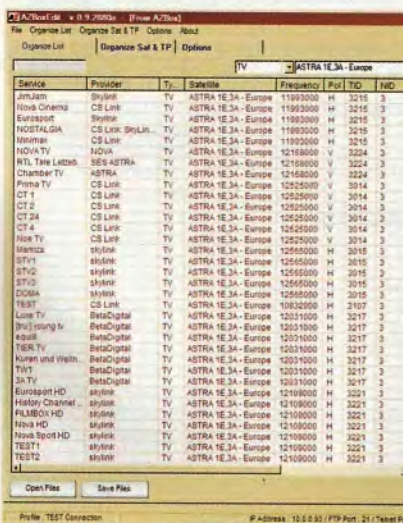 AZBoxEdit v 0.9.2880a - [From AZBox]
File Organize List Organize Sat & TP Options About
Organize List Organize Sat & TP Options
TV ASTRA 1E,3A - Europe
Service Provider Ty... Satellite Frequency Pol TID NID
JimJam Skylink TV ASTRA 1E,3A - Europe 11993000 H 3215 3
Nova Cinema CS Link TV ASTRA 1E,3A - Europe 11993000 H 3215 3
Eurosport Skylink TV ASTRA 1E,3A - Europe 11993000 H 3215 3
NOSTALGIA CS Link; SkyLin... TV ASTRA 1E,3A - Europe 11993000 H 3215 3
Minimax CS Link TV ASTRA 1E,3A - Europe 11993000 H 3215 3
NOVA TV NOVA TV ASTRA 1E,3A - Europe 12168000 V 3224 3
RTL Tele Letzeb... SES ASTRA TV ASTRA 1E,3A - Europe 12168000 V 3224 3
Chamber TV ASTRA TV ASTRA 1E,3A - Europe 12168000 V 3224 3
Prima TV CS Link TV ASTRA 1E,3A - Europe 12525000 V 3014 3
CT 1 CS Link TV ASTRA 1E,3A - Europe 12525000 V 3014 3
CT 2 CS Link TV ASTRA 1E,3A - Europe 12525000 V 3014 3
CT 24 CS Link TV ASTRA 1E,3A - Europe 12525000 V 3014 3
CT 4 CS Link TV ASTRA 1E,3A - Europe 12525000 V 3014 3
Noe TV CS Link TV ASTRA 1E,3A - Europe 12525000 V 3014 3
Markiza skylink TV ASTRA 1E,3A - Europe 12565000 H 3015 3
STV1 skylink TV ASTRA 1E,3A - Europe 12565000 H 3015 3
STV2 skylink TV ASTRA 1E,3A - Europe 12565000 H 3015 3
STV3 skylink TV ASTRA 1E,3A - Europe 12565000 H 3015 3
DOMA skylink TV ASTRA 1E,3A - Europe 12565000 H 3015 3
TEST CS Link TV ASTRA 1E,3A - Europe 10832000 H 3107 3
Luxe TV BetaDigital TV ASTRA 1E,3A - Europe 12031000 H 3217 3
[tru:] young tv BetaDigital TV ASTRA 1E,3A - Europe 12031000 H 3217 3
equi8 BetaDigital TV ASTRA 1E,3A - Europe 12031000 H 3217 3
TIER.TV BetaDigital TV ASTRA 1E,3A - Europe 12031000 H 3217 3
Kuren und Welln... BetaDigital TV ASTRA 1E,3A - Europe 12031000 H 3217 3
TW1 BetaDigital TV ASTRA 1E,3A - Europe 12031000 H 3217 3
3A TV BetaDigital TV ASTRA 1E,3A - Europe 12031000 H 3217 3
Eurosport HD skylink TV ASTRA 1E,3A - Europe 12109000 H 3221 3
History Channel ... skylink TV ASTRA 1E,3A - Europe 12109000 H 3221 3
FILMBOX HD skylink TV ASTRA 1E,3A - Europe 12109000 H 3221 3
Nova HD skylink TV ASTRA 1E,3A - Europe 12109000 H 3221 3
Nova Sport HD skylink TV ASTRA 1E,3A - Europe 12109000 H 3221 3
TEST1 skylink TV ASTRA 1E,3A - Europe 12109000 H 3221 3
TEST2 skylink TV ASTRA 1E,3A - Europe 12109000 H 3221 3
Open Files Save Files
Profile : TEST Connection IP Address : 10.0.0.93 / FTP Port : 21 / Telnet